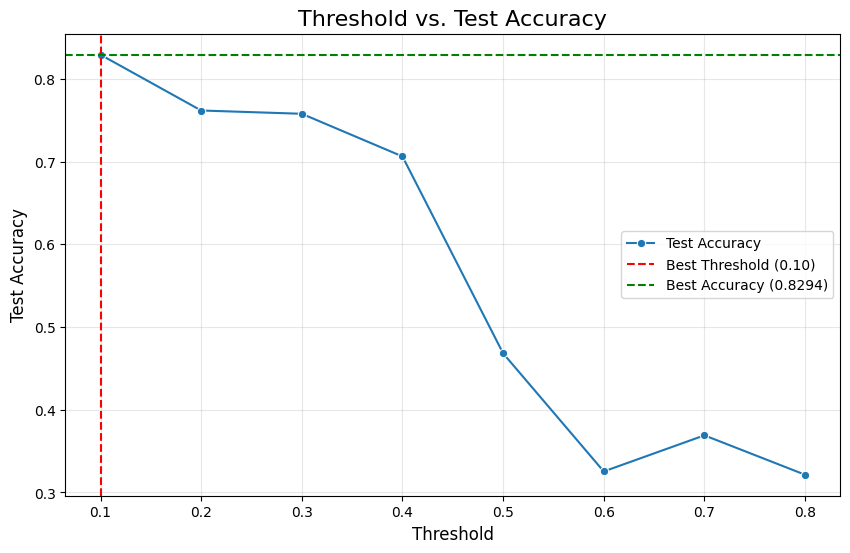 Threshold vs. Test Accuracy
Test Accuracy
0.8
0.7
0.6
0.5
0.4
0.3
Test Accuracy
Best Threshold (0.10)
Best Accuracy (0.8294)
0.1 0.2 0.3 0.4 0.5 0.6 0.7 0.8
Threshold